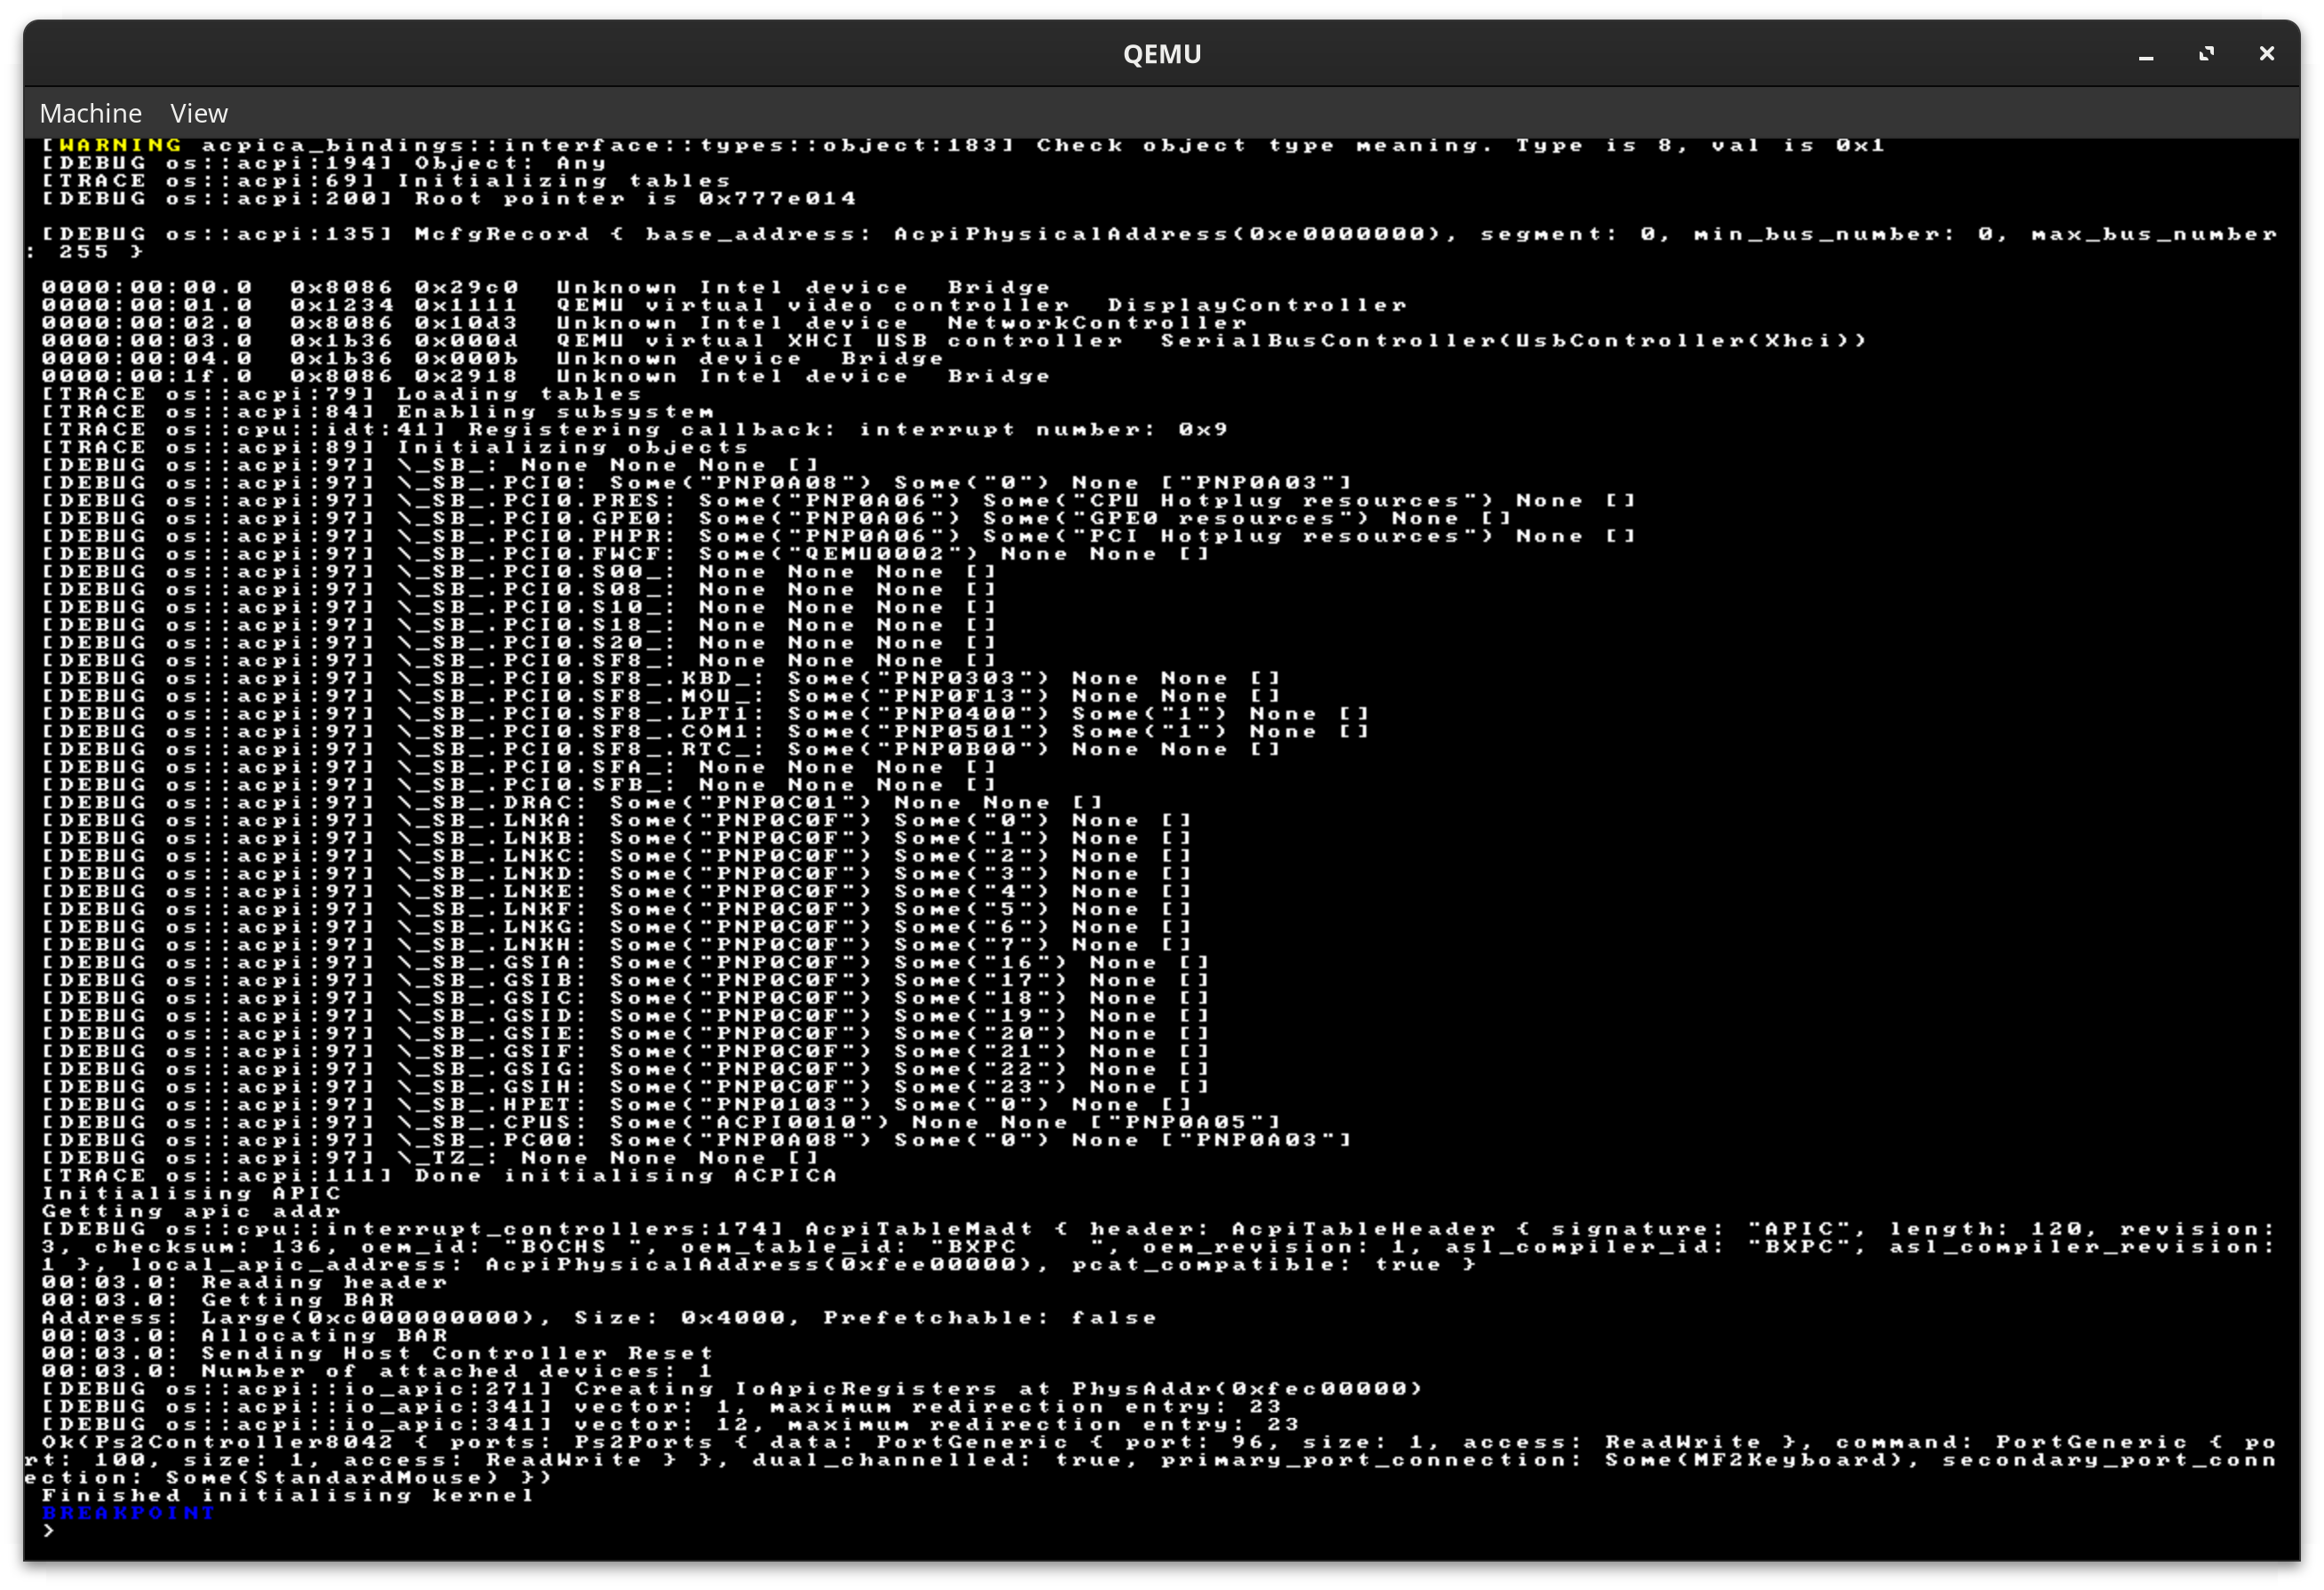 QEMU
Machine View
[WARNING acpica_bindings::interface::types::object:183] Check object type meaning. Type is 8, val is 0x1
[DEBUG os::acpi:194] Object: Any
[TRACE os::acpi:69] Initializing tables
[DEBUG os::acpi:200] Root pointer is 0x777e014
[DEBUG os::acpi:135] McfgRecord { base_address: AcpiPhysicalAddress(0xe0000000), segment: 0, min_bus_number: 0, max_bus_number
: 255 }
0000:00:00.0  0x8086 0x29c0  Unknown Intel device  Bridge
0000:00:01.0  0x1234 0x1111  QEMU virtual video controller  DisplayController
0000:00:02.0  0x8086 0x10d3  Unknown Intel device  NetworkController
0000:00:03.0  0x1b36 0x000d  QEMU virtual XHCI USB controller  SerialBusController(UsbController(Xhci))
0000:00:04.0  0x1b36 0x000b  Unknown device  Bridge
0000:00:1f.0  0x8086 0x2918  Unknown Intel device  Bridge
[TRACE os::acpi:79] Loading tables
[TRACE os::acpi:84] Enabling subsystem
[TRACE os::cpu::idt:41] Registering callback: interrupt number: 0x9
[TRACE os::acpi:89] Initializing objects
[DEBUG os::acpi:97] \_SB_: None None None []
[DEBUG os::acpi:97] \_SB_.PCI0: Some("PNP0A08") Some("0") None ["PNP0A03"]
[DEBUG os::acpi:97] \_SB_.PCI0.PRES: Some("PNP0A06") Some("CPU Hotplug resources") None []
[DEBUG os::acpi:97] \_SB_.PCI0.GPE0: Some("PNP0A06") Some("GPE0 resources") None []
[DEBUG os::acpi:97] \_SB_.PCI0.PHPR: Some("PNP0A06") Some("PCI Hotplug resources") None []
[DEBUG os::acpi:97] \_SB_.PCI0.FWCF: Some("QEMU0002") None None []
[DEBUG os::acpi:97] \_SB_.PCI0.S00_: None None None []
[DEBUG os::acpi:97] \_SB_.PCI0.S08_: None None None []
[DEBUG os::acpi:97] \_SB_.PCI0.S10_: None None None []
[DEBUG os::acpi:97] \_SB_.PCI0.S18_: None None None []
[DEBUG os::acpi:97] \_SB_.PCI0.S20_: None None None []
[DEBUG os::acpi:97] \_SB_.PCI0.SF8_: None None None []
[DEBUG os::acpi:97] \_SB_.PCI0.SF8_.KBD_: Some("PNP0303") None None []
[DEBUG os::acpi:97] \_SB_.PCI0.SF8_.MOU_: Some("PNP0F13") None None []
[DEBUG os::acpi:97] \_SB_.PCI0.SF8_.LPT1: Some("PNP0400") Some("1") None []
[DEBUG os::acpi:97] \_SB_.PCI0.SF8_.COM1: Some("PNP0501") Some("1") None []
[DEBUG os::acpi:97] \_SB_.PCI0.SF8_.RTC_: Some("PNP0B00") None None []
[DEBUG os::acpi:97] \_SB_.PCI0.SFA_: None None None []
[DEBUG os::acpi:97] \_SB_.PCI0.SFB_: None None None []
[DEBUG os::acpi:97] \_SB_.DRAC: Some("PNP0C01") None None []
[DEBUG os::acpi:97] \_SB_.LNKA: Some("PNP0C0F") Some("0") None []
[DEBUG os::acpi:97] \_SB_.LNKB: Some("PNP0C0F") Some("1") None []
[DEBUG os::acpi:97] \_SB_.LNKC: Some("PNP0C0F") Some("2") None []
[DEBUG os::acpi:97] \_SB_.LNKD: Some("PNP0C0F") Some("3") None []
[DEBUG os::acpi:97] \_SB_.LNKE: Some("PNP0C0F") Some("4") None []
[DEBUG os::acpi:97] \_SB_.LNKF: Some("PNP0C0F") Some("5") None []
[DEBUG os::acpi:97] \_SB_.LNKG: Some("PNP0C0F") Some("6") None []
[DEBUG os::acpi:97] \_SB_.LNKH: Some("PNP0C0F") Some("7") None []
[DEBUG os::acpi:97] \_SB_.GSIA: Some("PNP0C0F") Some("16") None []
[DEBUG os::acpi:97] \_SB_.GSIB: Some("PNP0C0F") Some("17") None []
[DEBUG os::acpi:97] \_SB_.GSIC: Some("PNP0C0F") Some("18") None []
[DEBUG os::acpi:97] \_SB_.GSID: Some("PNP0C0F") Some("19") None []
[DEBUG os::acpi:97] \_SB_.GSIE: Some("PNP0C0F") Some("20") None []
[DEBUG os::acpi:97] \_SB_.GSIF: Some("PNP0C0F") Some("21") None []
[DEBUG os::acpi:97] \_SB_.GSIG: Some("PNP0C0F") Some("22") None []
[DEBUG os::acpi:97] \_SB_.GSIH: Some("PNP0C0F") Some("23") None []
[DEBUG os::acpi:97] \_SB_.HPET: Some("PNP0103") Some("0") None []
[DEBUG os::acpi:97] \_SB_.CPUS: Some("ACPI0010") None None ["PNP0A05"]
[DEBUG os::acpi:97] \_SB_.PC00: Some("PNP0A08") Some("0") None ["PNP0A03"]
[DEBUG os::acpi:97] \_TZ_: None None None []
[TRACE os::acpi:111] Done initialising ACPICA
Initialising APIC
Getting apic addr
[DEBUG os::cpu::interrupt_controllers:174] AcpiTableMadt { header: AcpiTableHeader { signature: "APIC", length: 120, revision:
3, checksum: 136, oem_id: "BOCHS ", oem_table_id: "BXPC    ", oem_revision: 1, asl_compiler_id: "BXPC", asl_compiler_revision:
1 }, local_apic_address: AcpiPhysicalAddress(0xfee00000), pcat_compatible: true }
00:03.0: Reading header
00:03.0: Getting BAR
Address: Large(0xc000000000), Size: 0x4000, Prefetchable: false
00:03.0: Allocating BAR
00:03.0: Sending Host Controller Reset
00:03.0: Number of attached devices: 1
[DEBUG os::acpi::io_apic:271] Creating IoApicRegisters at PhysAddr(0xfec00000)
[DEBUG os::acpi::io_apic:341] vector: 1, maximum redirection entry: 23
[DEBUG os::acpi::io_apic:341] vector: 12, maximum redirection entry: 23
Ok(Ps2Controller8042 { ports: Ps2Ports { data: PortGeneric { port: 96, size: 1, access: ReadWrite }, command: PortGeneric { po
rt: 100, size: 1, access: ReadWrite } }, dual_channelled: true, primary_port_connection: Some(MF2Keyboard), secondary_port_conn
ection: Some(StandardMouse) })
Finished initialising kernel
BREAKPOINT
>